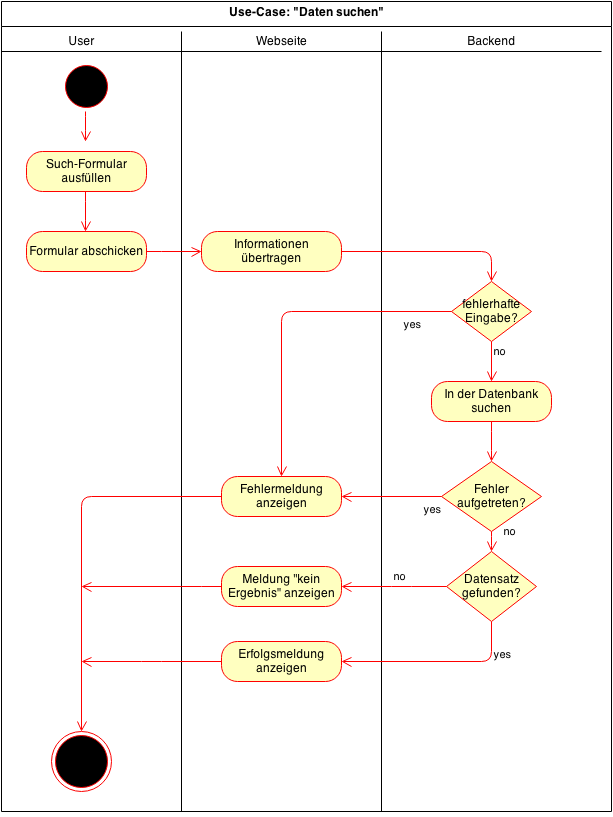 Use-Case: "Daten suchen"
User
Webseite
Backend
Such-Formular
ausfüllen
Formular abschicken
Informationen
übertragen
fehlerhafte
Eingabe?
yes
no
In der Datenbank
suchen
Fehlermeldung
anzeigen
Fehler
aufgetreten?
yes
no
Meldung "kein
Ergebnis" anzeigen
no
Datensatz
gefunden?
Erfolgsmeldung
anzeigen
yes